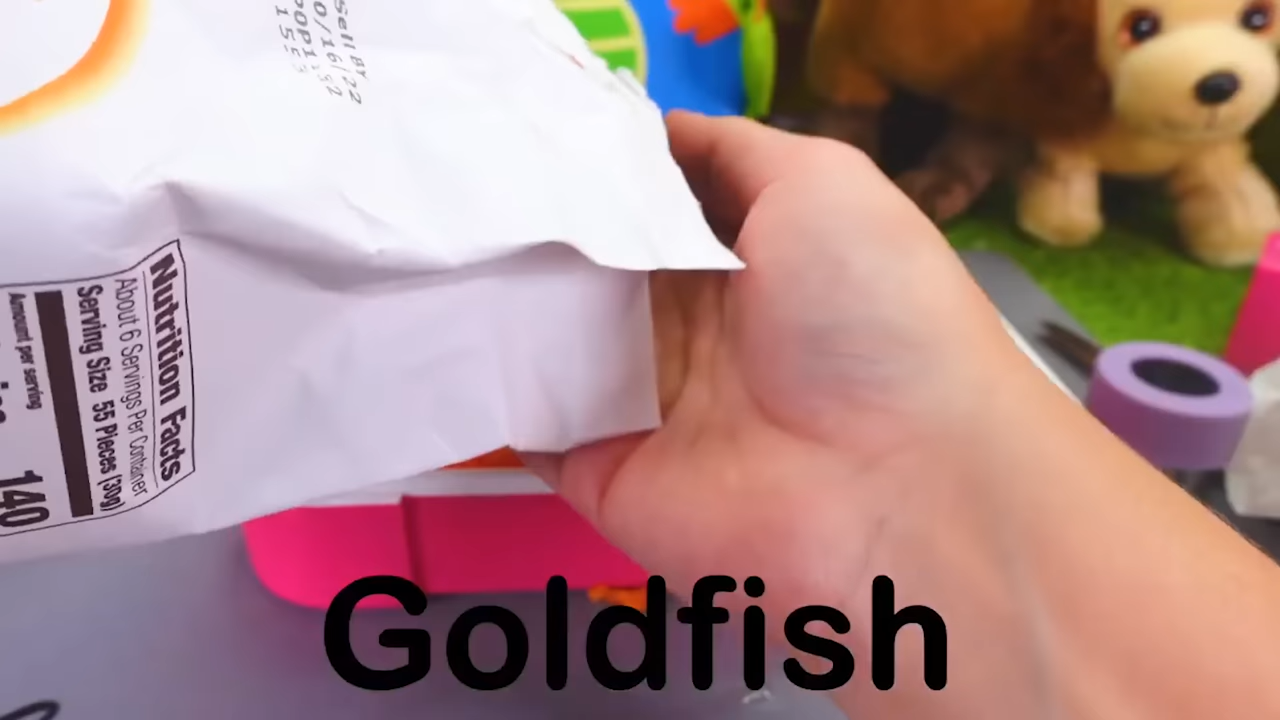 Sell By
Nutrition Facts
About 6 Servings Per Container
Serving Size 55 Pieces (30g)
Amount per serving
140
Goldfish